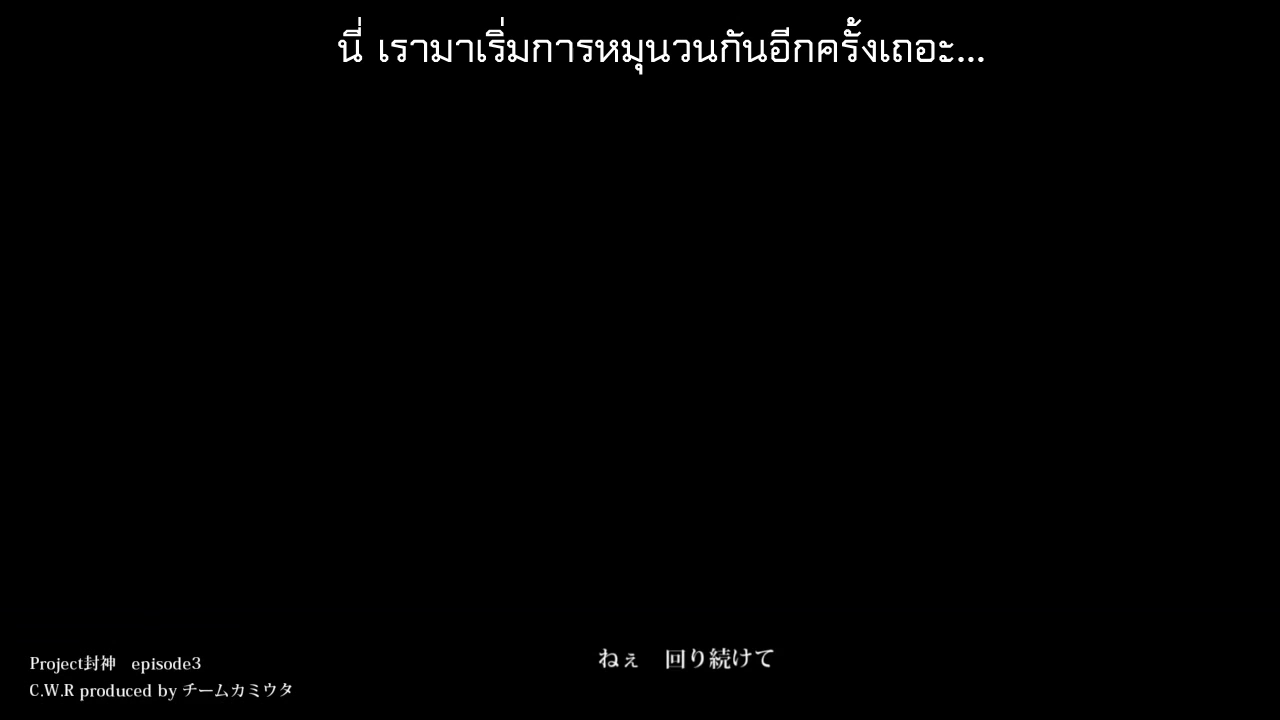 นี่ เรามาเริ่มการหมุนวนกันอีกครั้งเถอะ...
ねぇ　回り続けて
Project封神　episode3
C.W.R produced by チームカミウタ